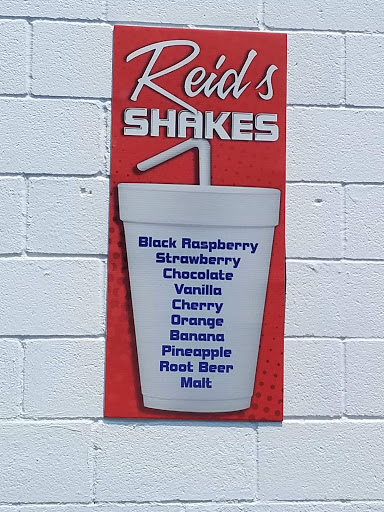 Reid's
SHAKES
Black Raspberry
Strawberry
Chocolate
Vanilla
Cherry
Orange
Banana
Pineapple
Root Beer
Malt